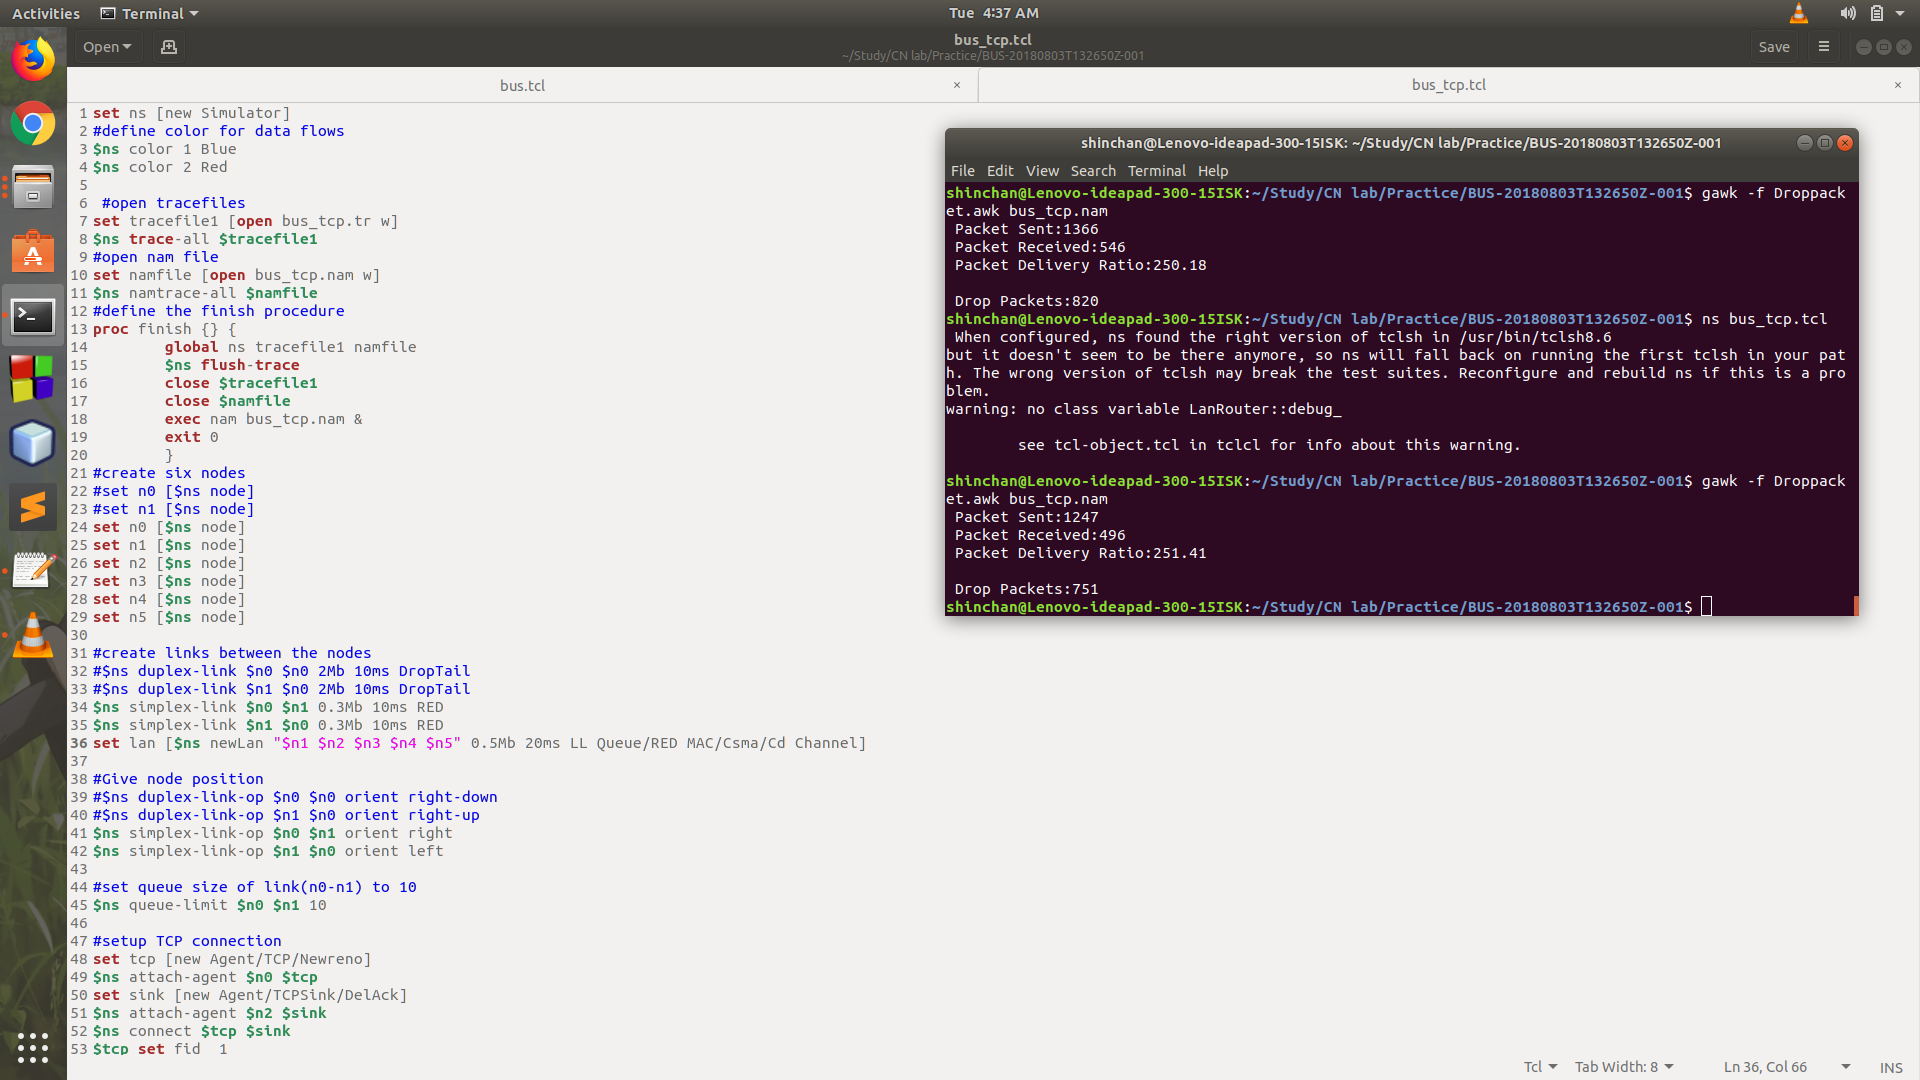 Activities Terminal Tue 4:37 AM
Open bus_tcp.tcl Save
~/Study/CN lab/Practice/BUS-20180803T132650Z-001
bus.tcl × bus_tcp.tcl ×
1 set ns [new Simulator]
2 #define color for data flows
3 $ns color 1 Blue
4 $ns color 2 Red
5
6  #open tracefiles
7 set tracefile1 [open bus_tcp.tr w]
8 $ns trace-all $tracefile1
9 #open nam file
10 set namfile [open bus_tcp.nam w]
11 $ns namtrace-all $namfile
12 #define the finish procedure
13 proc finish {} {
14         global ns tracefile1 namfile
15         $ns flush-trace
16         close $tracefile1
17         close $namfile
18         exec nam bus_tcp.nam &
19         exit 0
20         }
21 #create six nodes
22 #set n0 [$ns node]
23 #set n1 [$ns node]
24 set n0 [$ns node]
25 set n1 [$ns node]
26 set n2 [$ns node]
27 set n3 [$ns node]
28 set n4 [$ns node]
29 set n5 [$ns node]
30
31 #create links between the nodes
32 #$ns duplex-link $n0 $n0 2Mb 10ms DropTail
33 #$ns duplex-link $n1 $n0 2Mb 10ms DropTail
34 $ns simplex-link $n0 $n1 0.3Mb 10ms RED
35 $ns simplex-link $n1 $n0 0.3Mb 10ms RED
36 set lan [$ns newLan "$n1 $n2 $n3 $n4 $n5" 0.5Mb 20ms LL Queue/RED MAC/Csma/Cd Channel]
37
38 #Give node position
39 #$ns duplex-link-op $n0 $n0 orient right-down
40 #$ns duplex-link-op $n1 $n0 orient right-up
41 $ns simplex-link-op $n0 $n1 orient right
42 $ns simplex-link-op $n1 $n0 orient left
43
44 #set queue size of link(n0-n1) to 10
45 $ns queue-limit $n0 $n1 10
46
47 #setup TCP connection
48 set tcp [new Agent/TCP/Newreno]
49 $ns attach-agent $n0 $tcp
50 set sink [new Agent/TCPSink/DelAck]
51 $ns attach-agent $n2 $sink
52 $ns connect $tcp $sink
53 $tcp set fid  1
shinchan@Lenovo-ideapad-300-15ISK: ~/Study/CN lab/Practice/BUS-20180803T132650Z-001
File Edit View Search Terminal Help
shinchan@Lenovo-ideapad-300-15ISK:~/Study/CN lab/Practice/BUS-20180803T132650Z-001$ gawk -f Droppack
et.awk bus_tcp.nam
 Packet Sent:1366
 Packet Received:546
 Packet Delivery Ratio:250.18
 Drop Packets:820
shinchan@Lenovo-ideapad-300-15ISK:~/Study/CN lab/Practice/BUS-20180803T132650Z-001$ ns bus_tcp.tcl
 When configured, ns found the right version of tclsh in /usr/bin/tclsh8.6
but it doesn't seem to be there anymore, so ns will fall back on running the first tclsh in your pat
h. The wrong version of tclsh may break the test suites. Reconfigure and rebuild ns if this is a pro
blem.
warning: no class variable LanRouter::debug_
        see tcl-object.tcl in tclcl for info about this warning.
shinchan@Lenovo-ideapad-300-15ISK:~/Study/CN lab/Practice/BUS-20180803T132650Z-001$ gawk -f Droppack
et.awk bus_tcp.nam
 Packet Sent:1247
 Packet Received:496
 Packet Delivery Ratio:251.41
 Drop Packets:751
shinchan@Lenovo-ideapad-300-15ISK:~/Study/CN lab/Practice/BUS-20180803T132650Z-001$
Tcl Tab Width: 8 Ln 36, Col 66 INS